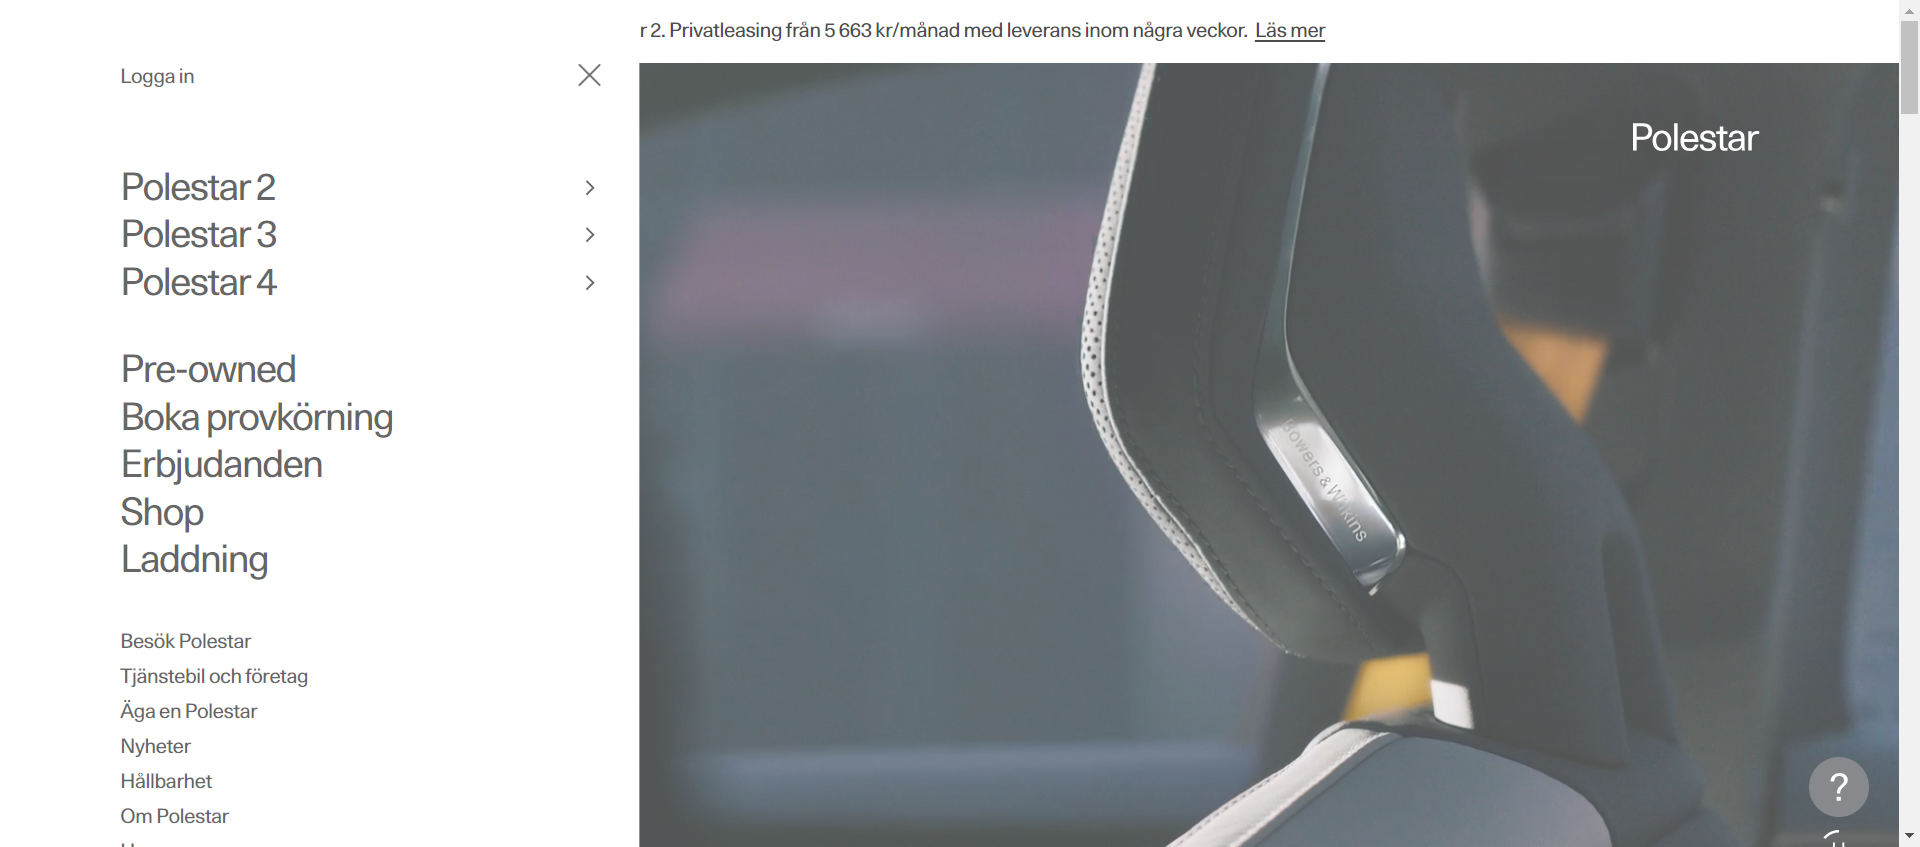 r 2. Privatleasing från 5 663 kr/månad med leverans inom några veckor. Läs mer
Logga in
Polestar
Polestar 2
Polestar 3
Polestar 4
Pre-owned
Boka provkörning
Erbjudanden
Shop
Laddning
Bowers & Wilkins
Besök Polestar
Tjänstebil och företag
Äga en Polestar
Nyheter
Hållbarhet
Om Polestar
?